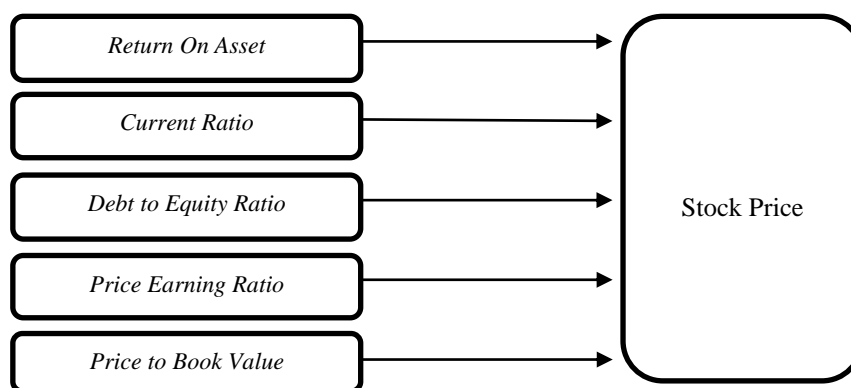 Return On Asset
Current Ratio
Debt to Equity Ratio
Stock Price
Price Earning Ratio
Price to Book Value